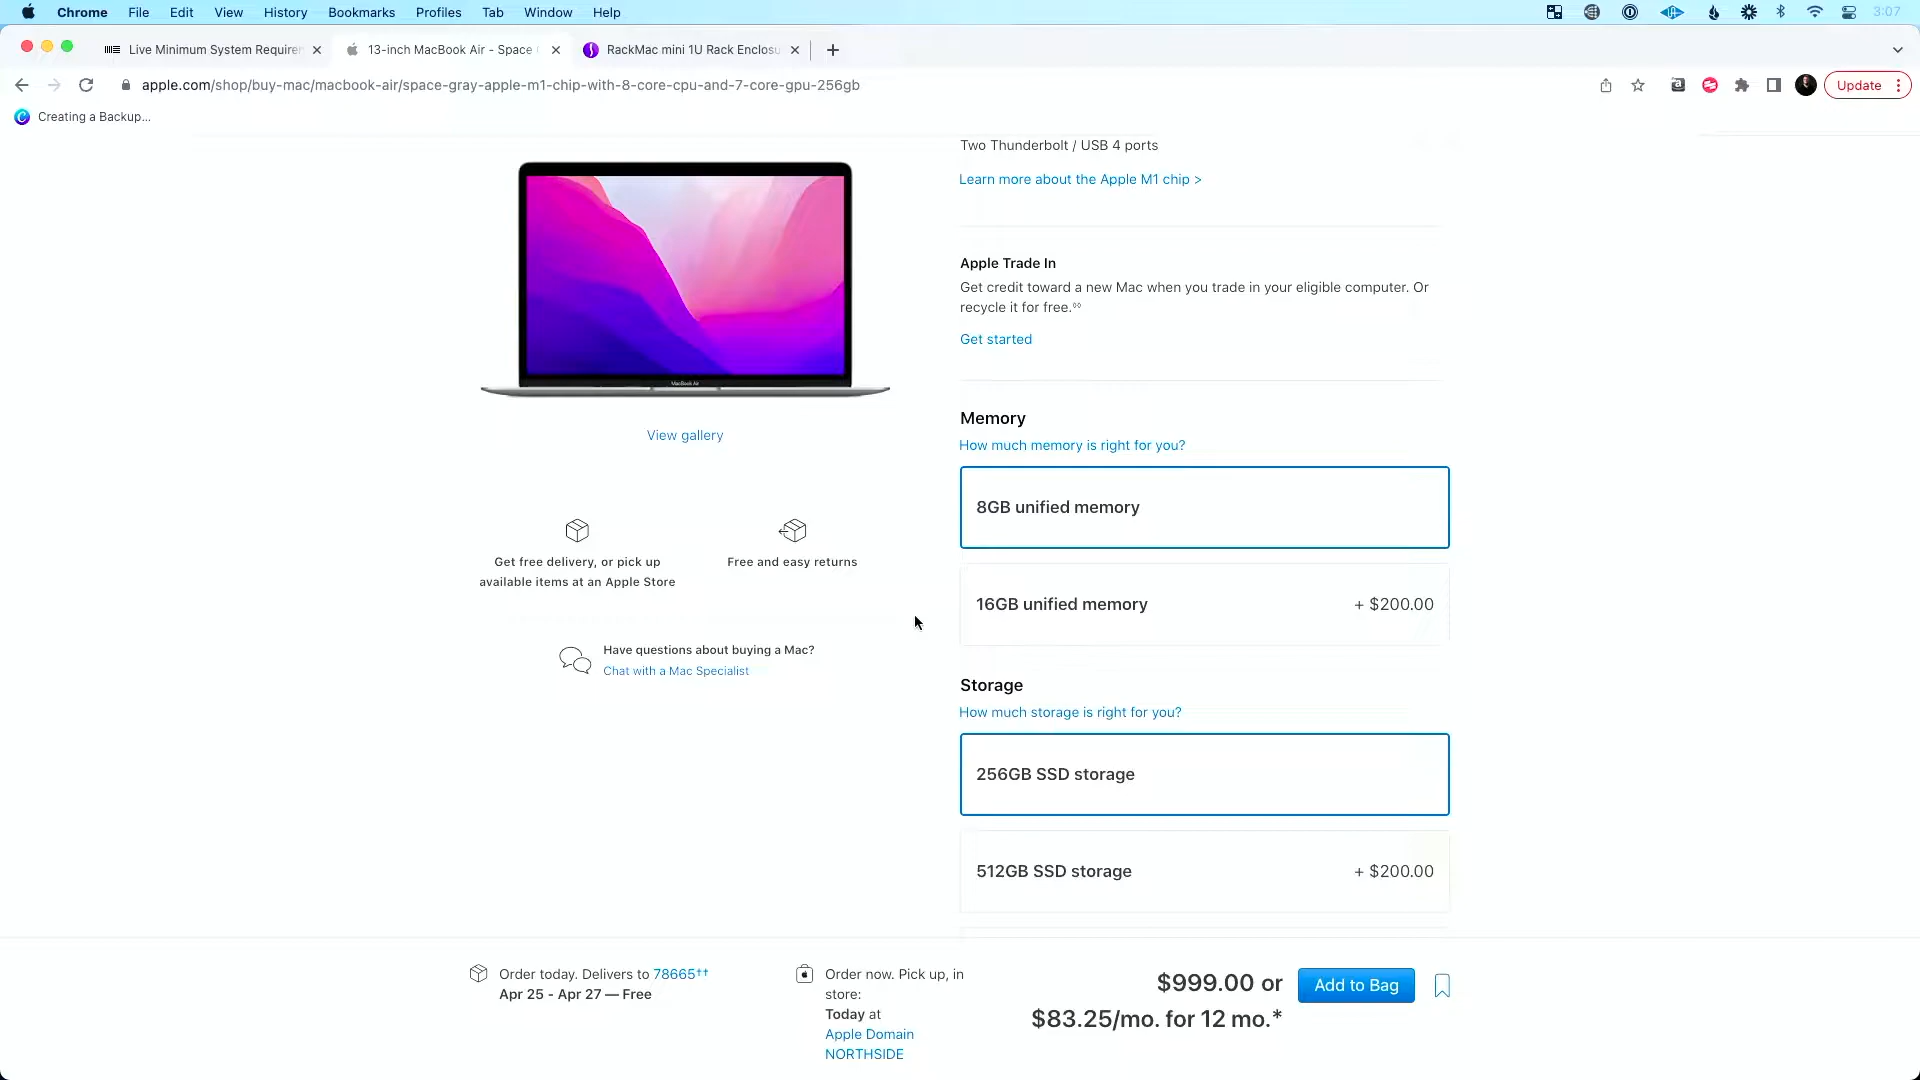 Chrome File Edit View History Bookmarks Profiles Tab Window Help 3:07
Live Minimum System Requirem
13-inch MacBook Air - Space
RackMac mini 1U Rack Enclosu
apple.com/shop/buy-mac/macbook-air/space-gray-apple-m1-chip-with-8-core-cpu-and-7-core-gpu-256gb
Update
Creating a Backup...
MacBook Air
View gallery
Get free delivery, or pick up
available items at an Apple Store
Free and easy returns
Have questions about buying a Mac?
Chat with a Mac Specialist
Two Thunderbolt / USB 4 ports
Learn more about the Apple M1 chip >
Apple Trade In
Get credit toward a new Mac when you trade in your eligible computer. Or
recycle it for free.◊◊
Get started
Memory
How much memory is right for you?
8GB unified memory
16GB unified memory + $200.00
Storage
How much storage is right for you?
256GB SSD storage
512GB SSD storage + $200.00
Order today. Delivers to 78665††
Apr 25 - Apr 27 — Free
Order now. Pick up, in
store:
Today at
Apple Domain
NORTHSIDE
$999.00 or
$83.25/mo. for 12 mo.*
Add to Bag